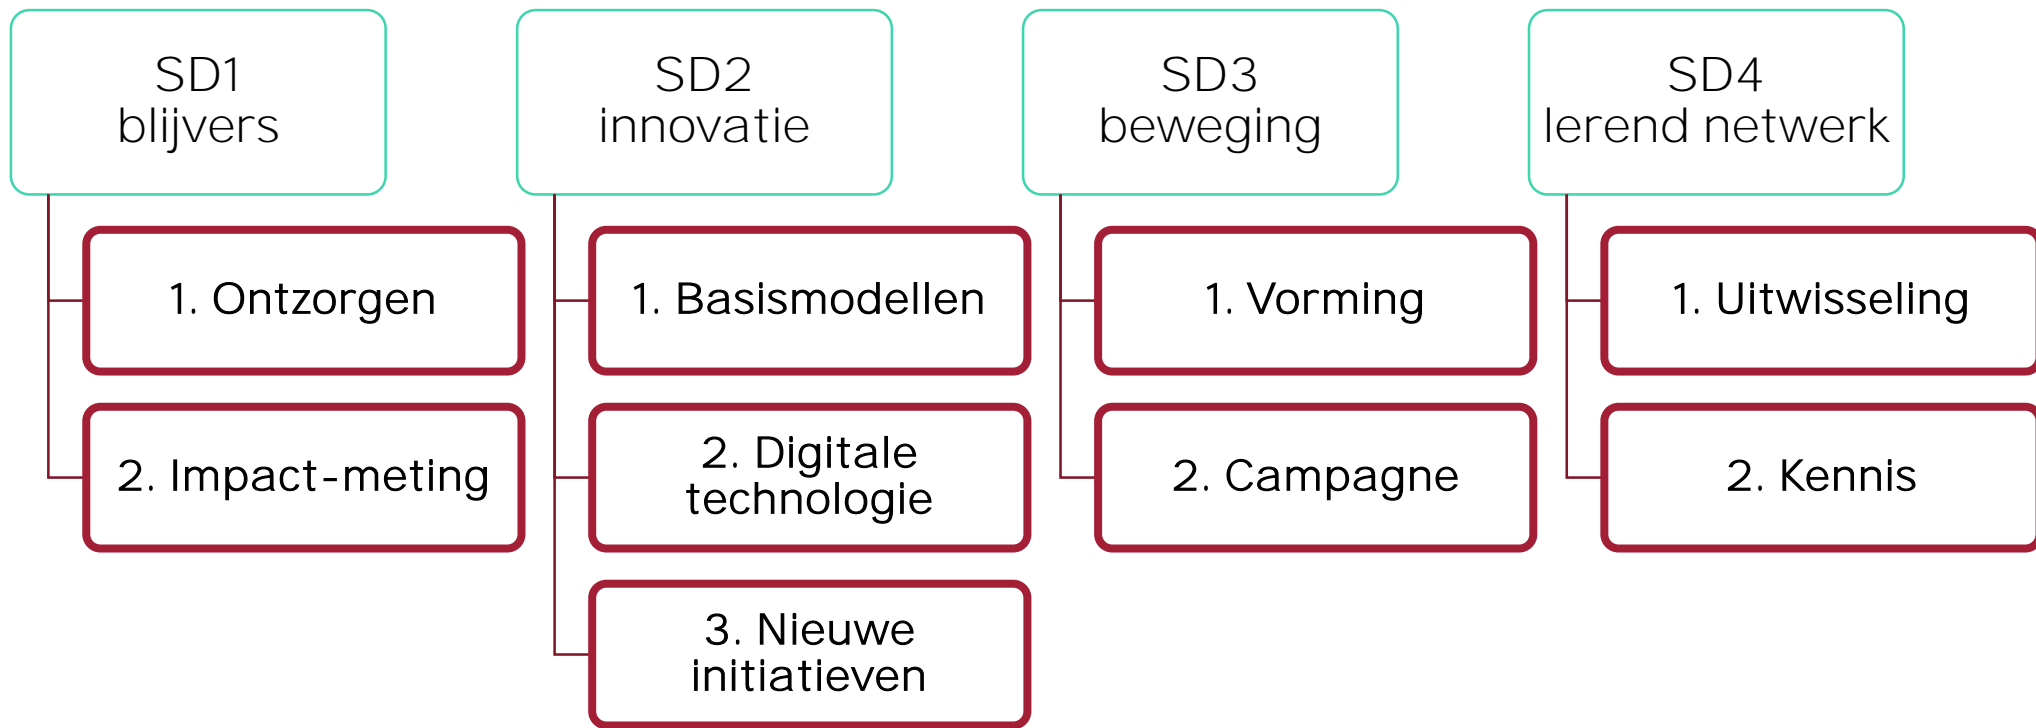 SD1
blijvers
1. Ontzorgen
2. Impact-meting
SD2
innovatie
1. Basismodellen
2. Digitale
technologie
3. Nieuwe
initiatieven
SD3
beweging
1. Vorming
2. Campagne
SD4
lerend netwerk
1. Uitwisseling
2. Kennis